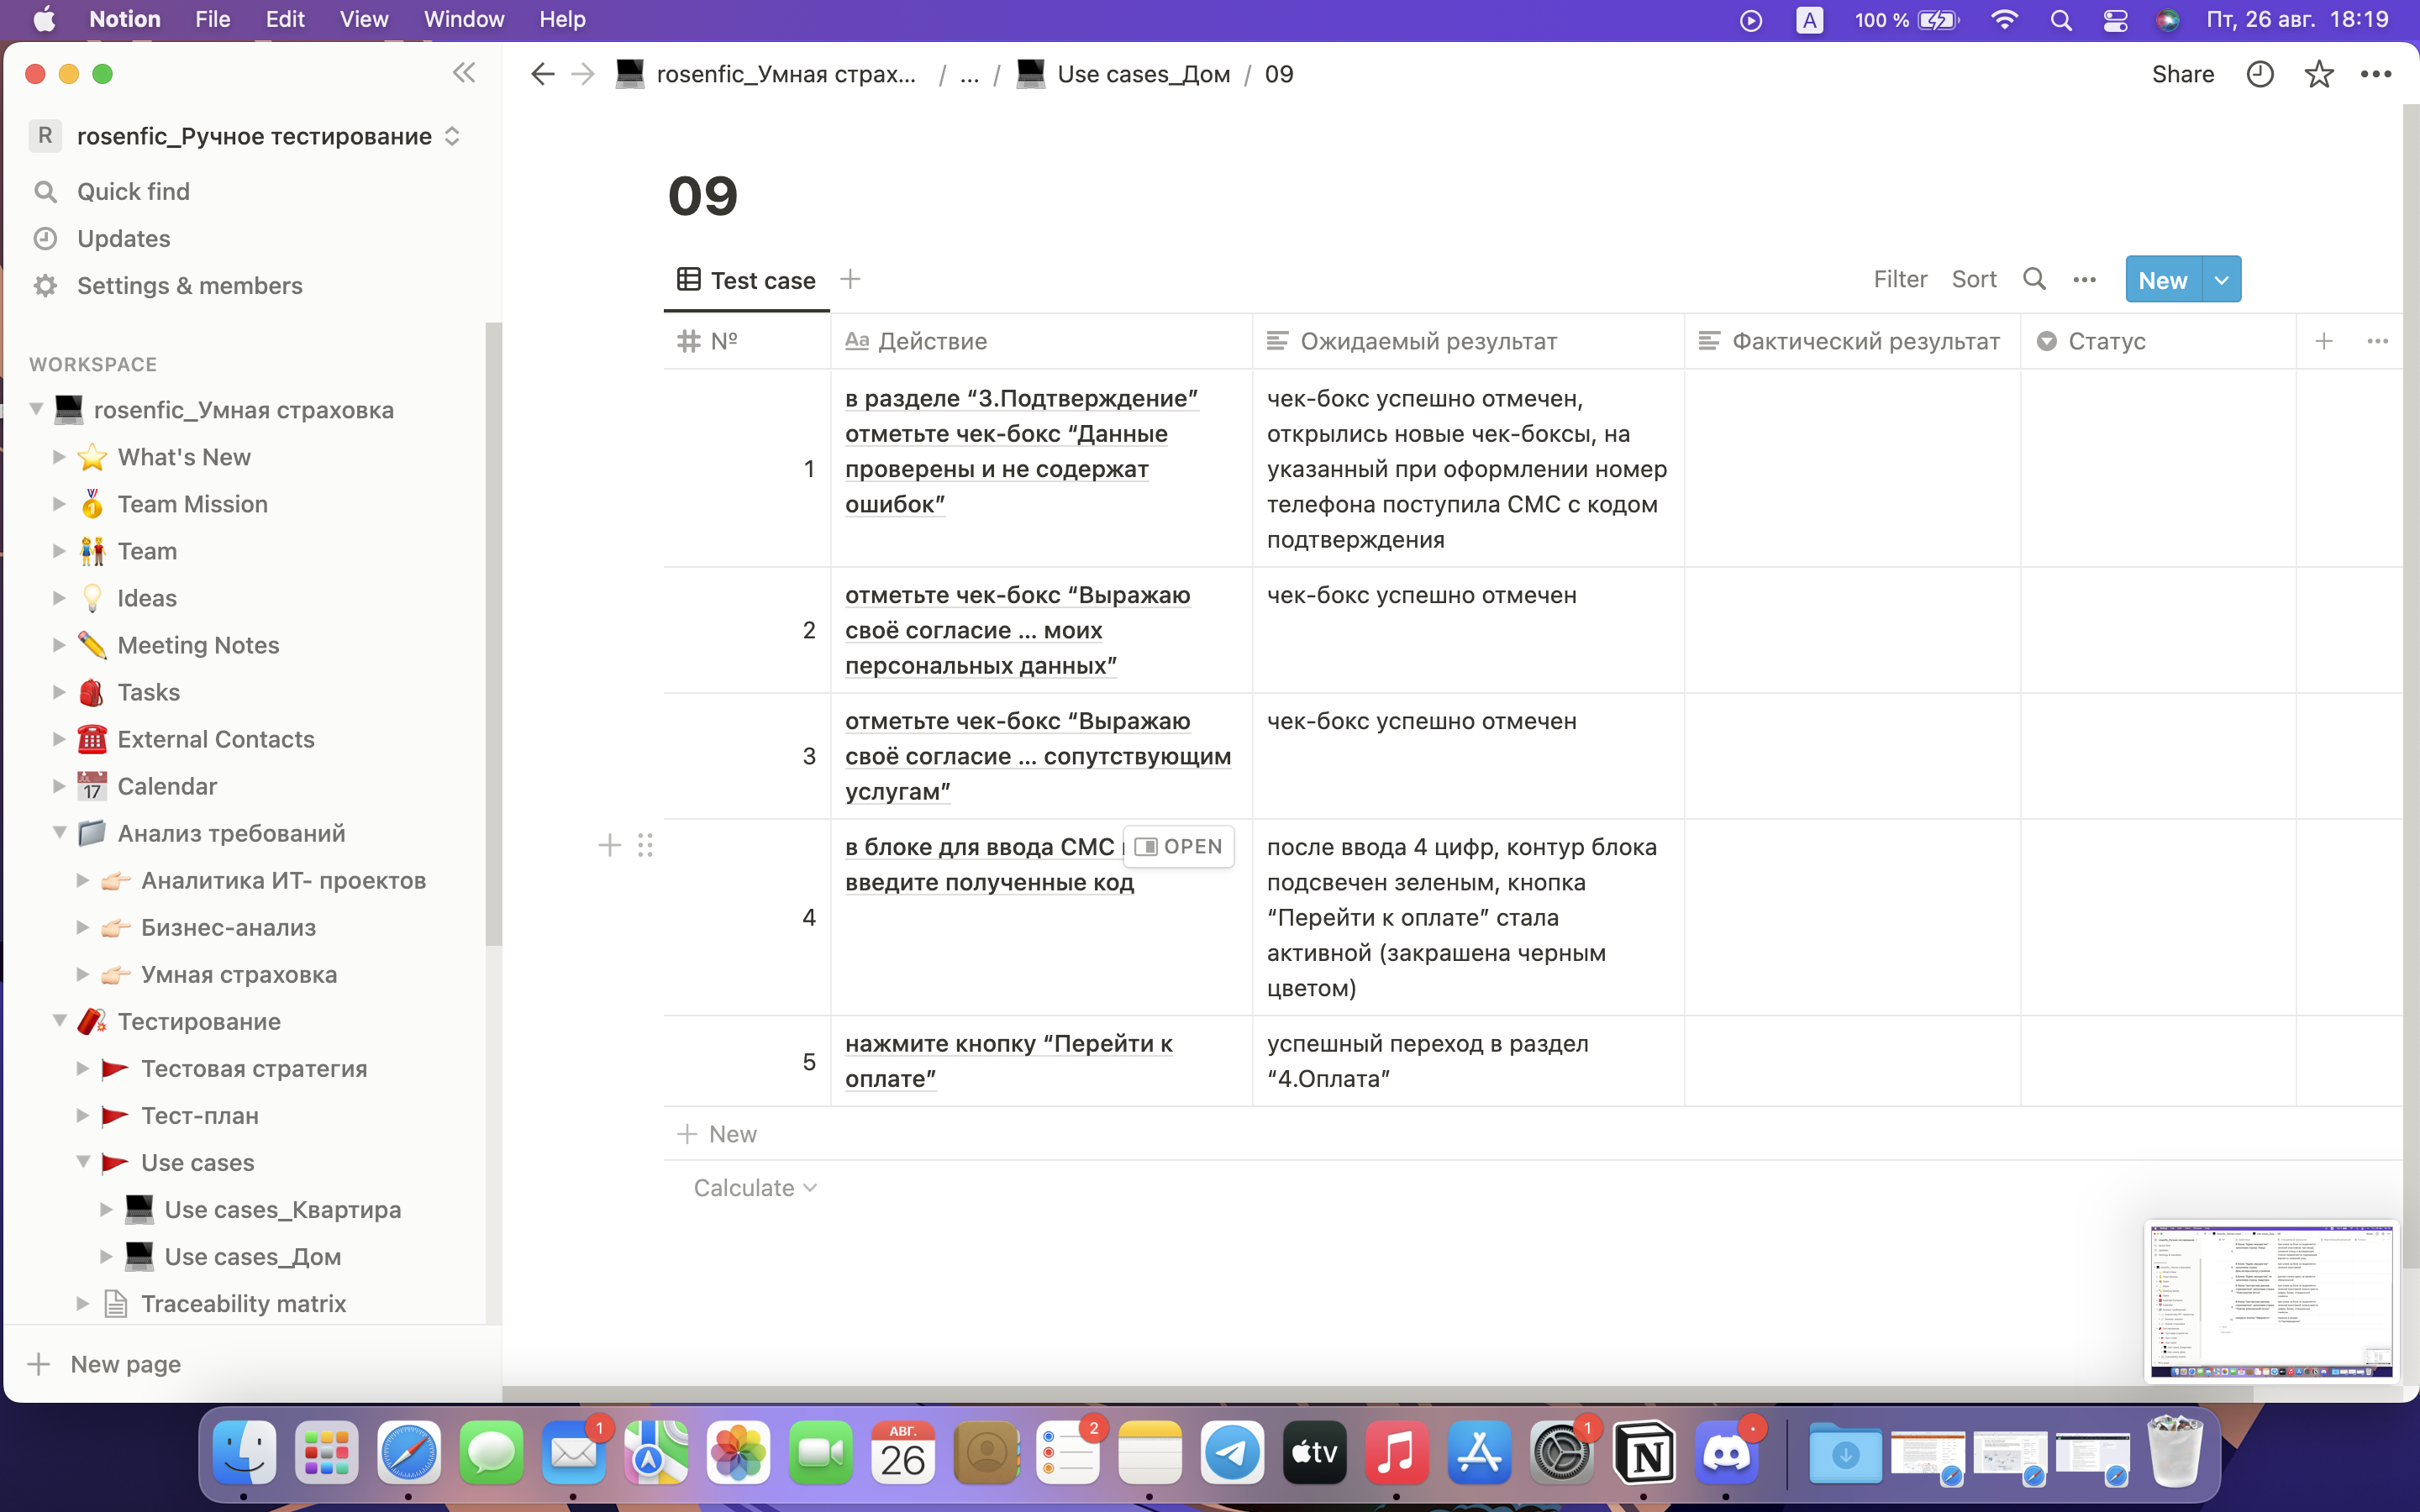 Notion File Edit View Window Help A 100 % Пт, 26 авг. 18:19
rosenfic_Умная страх... / ... / Use cases_Дом / 09
Share
R rosenfic_Ручное тестирование
Quick find
Updates
Settings & members
WORKSPACE
rosenfic_Умная страховка
What's New
Team Mission
Team
Ideas
Meeting Notes
Tasks
External Contacts
Calendar
Анализ требований
Аналитика ИТ- проектов
Бизнес-анализ
Умная страховка
Тестирование
Тестовая стратегия
Тест-план
Use cases
Use cases_Квартира
Use cases_Дом
Traceability matrix
New page
09
Test case
Filter Sort New
№ Aa Действие Ожидаемый результат Фактический результат Статус
1
в разделе “3.Подтверждение”
отметьте чек-бокс “Данные
проверены и не содержат
ошибок”
чек-бокс успешно отмечен,
открылись новые чек-боксы, на
указанный при оформлении номер
телефона поступила СМС с кодом
подтверждения
2
отметьте чек-бокс “Выражаю
своё согласие ... моих
персональных данных”
чек-бокс успешно отмечен
3
отметьте чек-бокс “Выражаю
своё согласие ... сопутствующим
услугам”
чек-бокс успешно отмечен
4
в блоке для ввода СМС
OPEN
введите полученные код
после ввода 4 цифр, контур блока
подсвечен зеленым, кнопка
“Перейти к оплате” стала
активной (закрашена черным
цветом)
5
нажмите кнопку “Перейти к
оплате”
успешный переход в раздел
“4.Оплата”
New
Calculate
1
АВГ.
26
2
tv
1